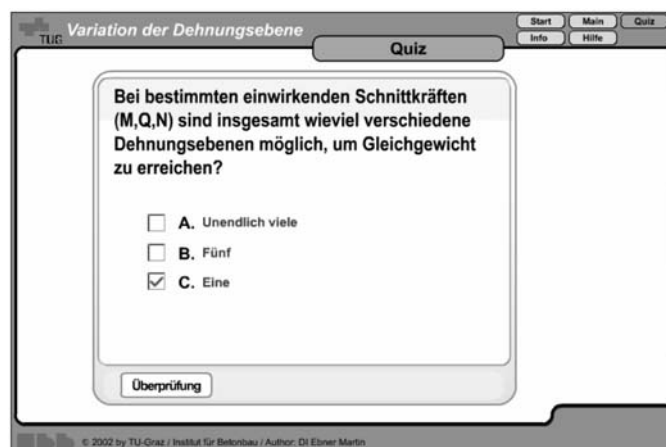 TUG
Variation der Dehnungsebene
Start
Main
Quiz
Info
Hilfe
Quiz
Bei bestimmten einwirkenden Schnittkräften
(M,Q,N) sind insgesamt wieviel verschiedene
Dehnungsebenen möglich, um Gleichgewicht
zu erreichen?
A. Unendlich viele
B. Fünf
C. Eine
Überprüfung
© 2002 by TU-Graz / Institut für Betonbau / Author: DI Ebner Martin